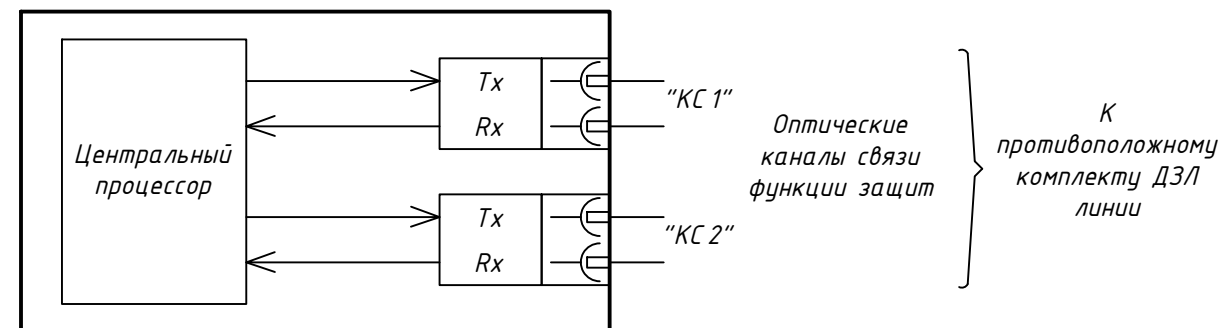 Центральный
процессор
Tx
Rx
"КС 1"
Tx
Rx
"КС 2"
Оптические
каналы связи
функции защит
К
противоположному
комплекту ДЗЛ
линии